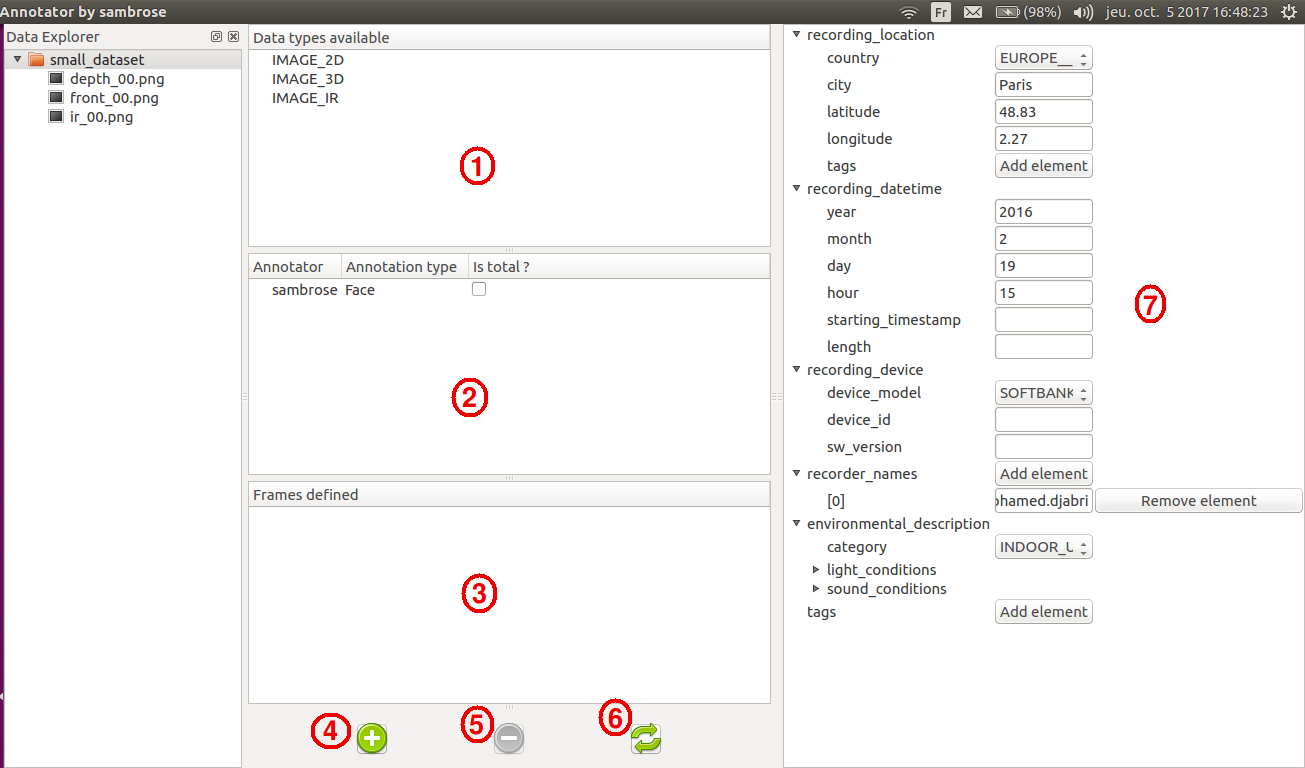 Annotator by sambrose
Fr (98%) jeu. oct. 5 2017 16:48:23
Data Explorer
small_dataset
depth_00.png
front_00.png
ir_00.png
Data types available
IMAGE_2D
IMAGE_3D
IMAGE_IR
1
Annotator Annotation type Is total ?
sambrose Face
2
Frames defined
3
4 5 6
recording_location
country EUROPE__
city Paris
latitude 48.83
longitude 2.27
tags Add element
recording_datetime
year 2016
month 2
day 19
hour 15
starting_timestamp
length
7
recording_device
device_model SOFTBANK
device_id
sw_version
recorder_names Add element
[0] ohamed.djabri Remove element
environmental_description
category INDOOR_U
light_conditions
sound_conditions
tags Add element